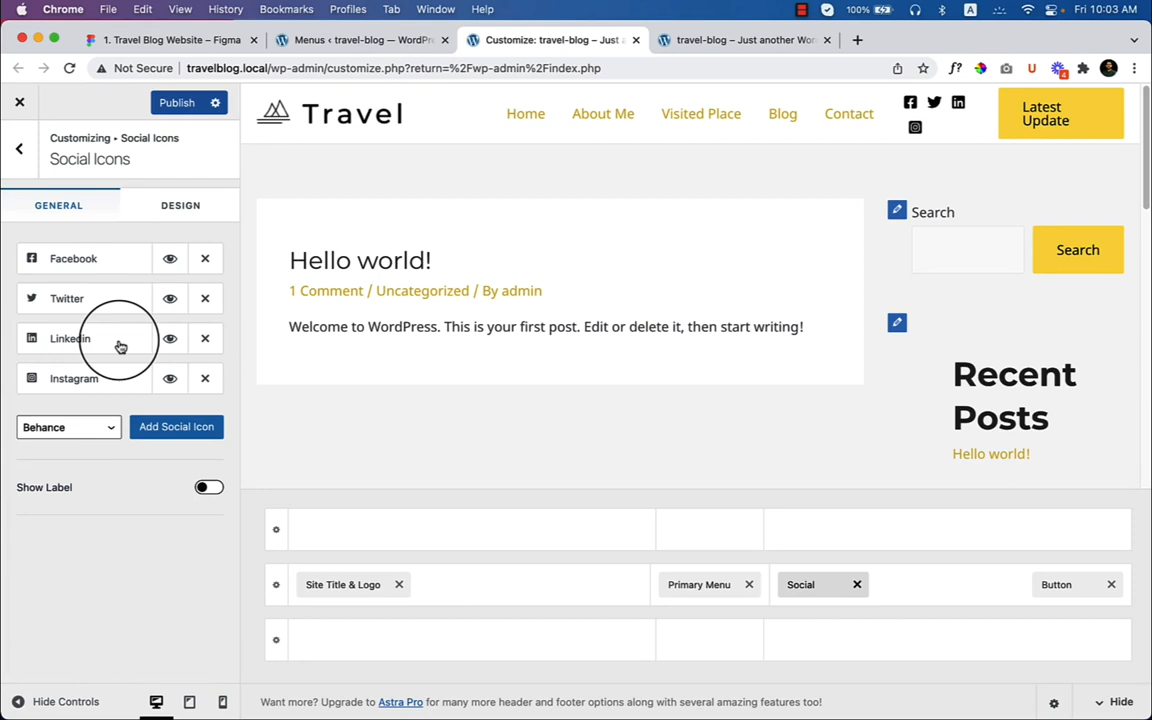 Chrome File Edit View History Bookmarks Profiles Tab Window Help 100% A Fri 10:03 AM
1. Travel Blog Website – Figma
Menus ‹ travel-blog — WordPr
Customize: travel-blog – Just a
travel-blog – Just another Wor
Not Secure travelblog.local/wp-admin/customize.php?return=%2Fwp-admin%2Findex.php
f? U 4
Publish
Customizing ▸ Social Icons
Social Icons
GENERAL DESIGN
Facebook
Twitter
Linkedin
Instagram
Behance Add Social Icon
Show Label
Hide Controls
Travel
Home About Me Visited Place Blog Contact
Latest
Update
Hello world!
1 Comment / Uncategorized / By admin
Welcome to WordPress. This is your first post. Edit or delete it, then start writing!
Search
Search
Recent
Posts
Hello world!
Site Title & Logo Primary Menu Social Button
Want more? Upgrade to Astra Pro for many more header and footer options along with several amazing features too!
Hide